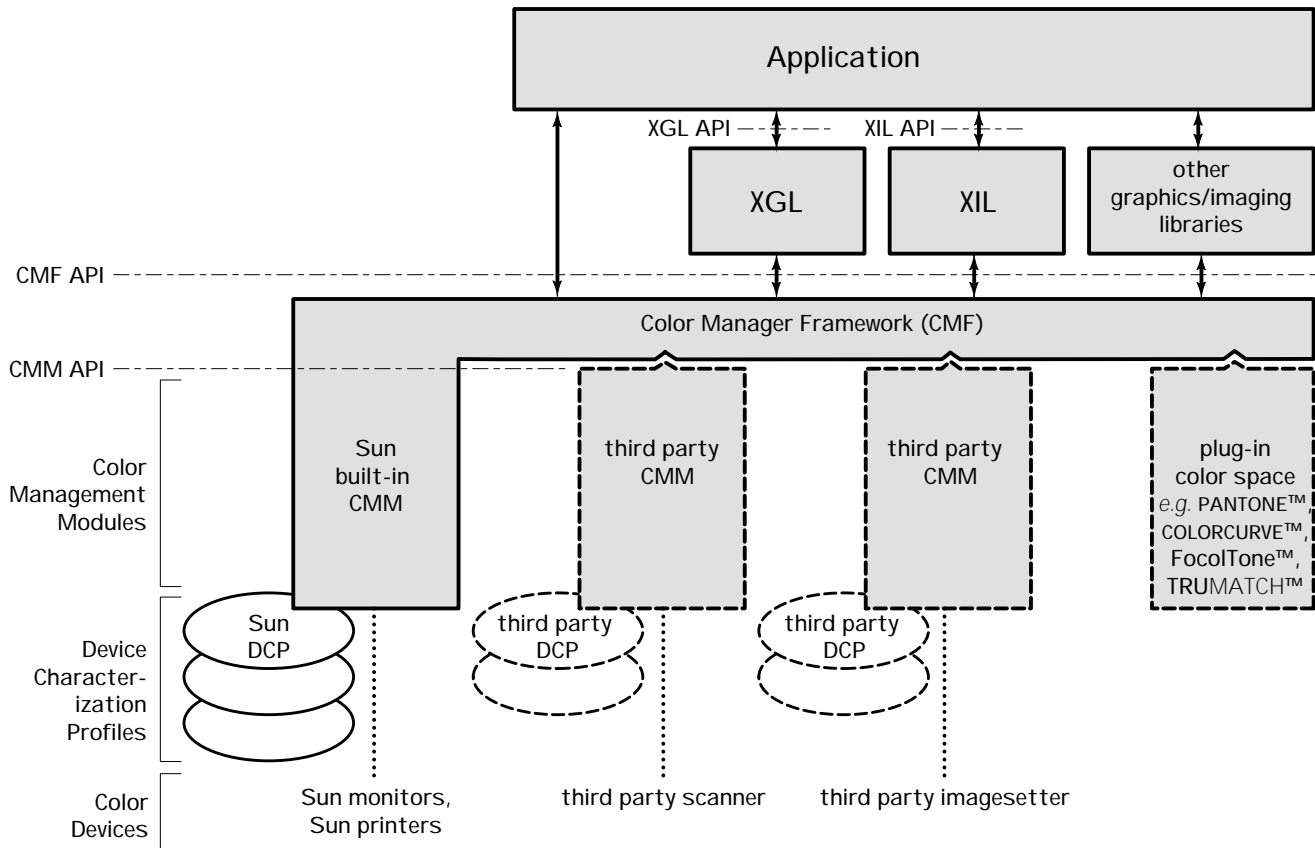 Application
XGL API
XIL API
XGL
XIL
other
graphics/imaging
libraries
CMF API
Color Manager Framework (CMF)
CMM API
Color
Management
Modules
Sun
built-in
CMM
third party
CMM
third party
CMM
plug-in
color space
e.g. PANTONE™,
COLORCURVE™,
FocolTone™,
TRUMATCH™
Device
Character-
ization
Profiles
Sun
DCP
third party
DCP
third party
DCP
Color
Devices
Sun monitors,
Sun printers
third party scanner
third party imagesetter